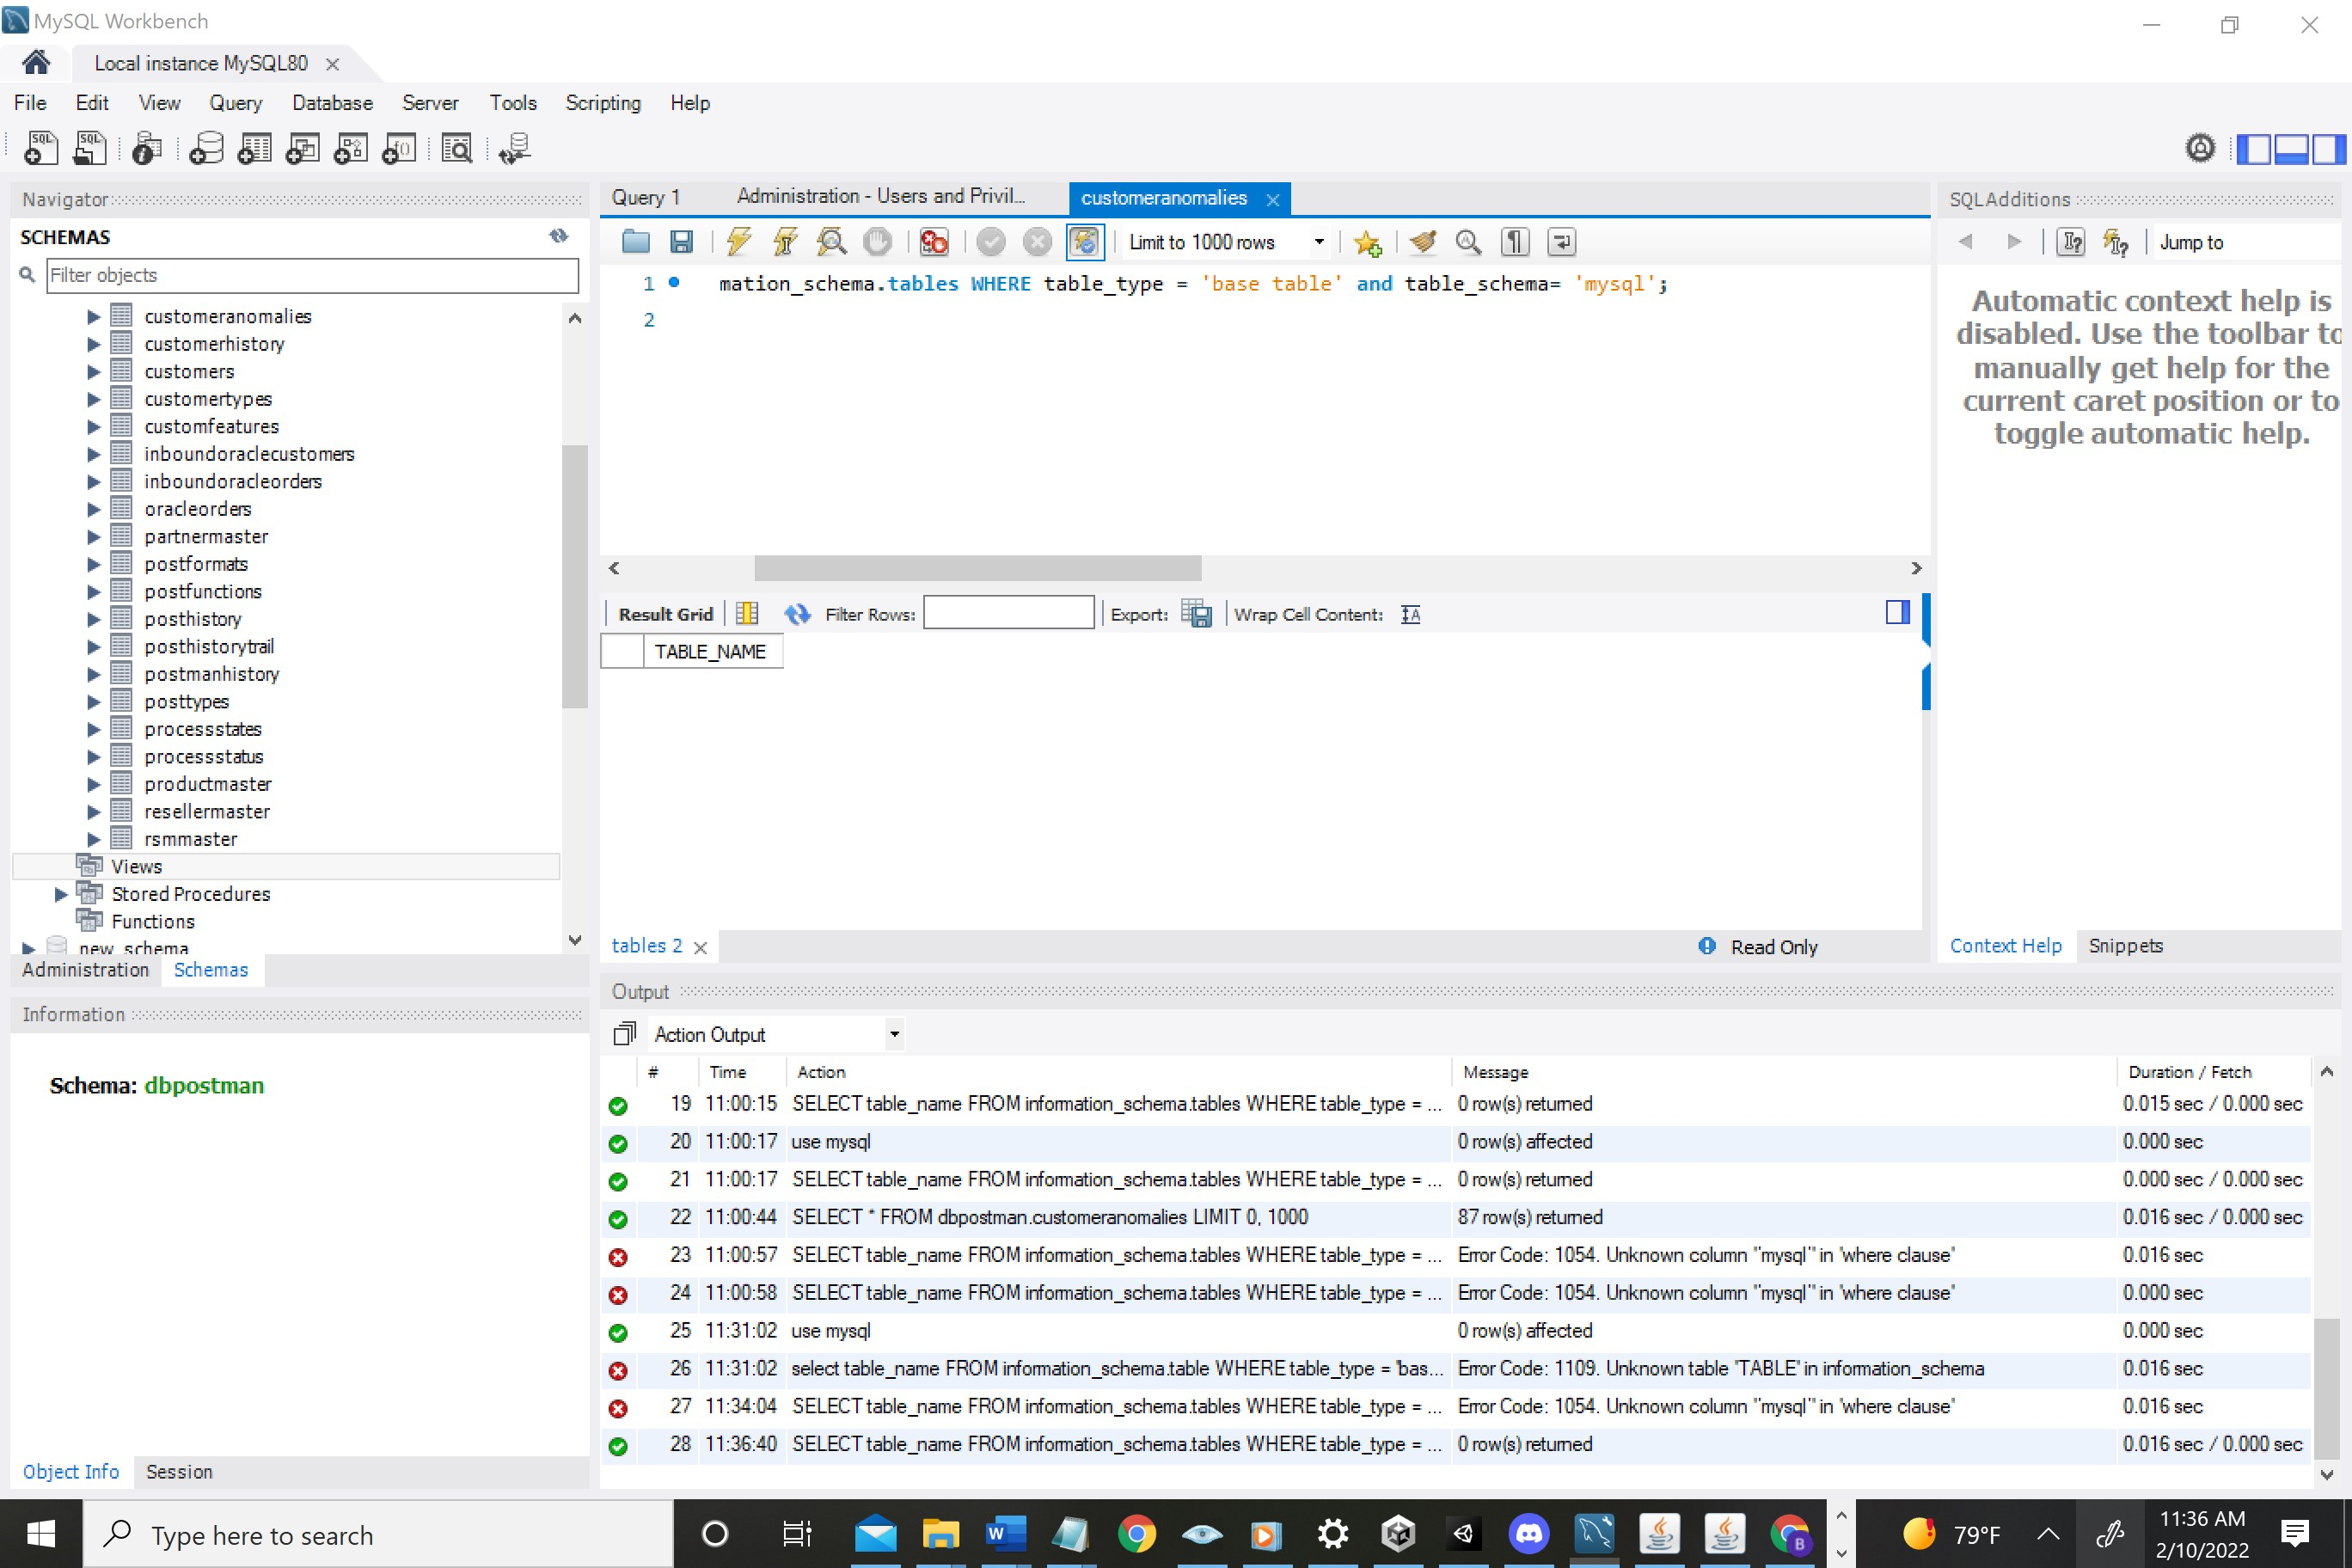 MySQL Workbench
Local instance MySQL80
File Edit View Query Database Server Tools Scripting Help
Navigator
SCHEMAS
Filter objects
customeranomalies
customerhistory
customers
customertypes
customfeatures
inboundoraclecustomers
inboundoracleorders
oracleorders
partnermaster
postformats
postfunctions
posthistory
posthistorytrail
postmanhistory
posttypes
processstates
processstatus
productmaster
resellermaster
rsmmaster
Views
Stored Procedures
Functions
new_schema
Administration Schemas
Information
Schema: dbpostman
Object Info Session
Query 1 Administration - Users and Privil... customeranomalies
Limit to 1000 rows
1 mation_schema.tables WHERE table_type = 'base table' and table_schema= 'mysql';
2
Result Grid Filter Rows: Export: Wrap Cell Content:
TABLE_NAME
tables 2 Read Only
SQLAdditions
Jump to
Automatic context help is
disabled. Use the toolbar to
manually get help for the
current caret position or to
toggle automatic help.
Context Help Snippets
Output
Action Output
# Time Action Message Duration / Fetch
19 11:00:15 SELECT table_name FROM information_schema.tables WHERE table_type = ... 0 row(s) returned 0.015 sec / 0.000 sec
20 11:00:17 use mysql 0 row(s) affected 0.000 sec
21 11:00:17 SELECT table_name FROM information_schema.tables WHERE table_type = ... 0 row(s) returned 0.000 sec / 0.000 sec
22 11:00:44 SELECT * FROM dbpostman.customeranomalies LIMIT 0, 1000 87 row(s) returned 0.016 sec / 0.000 sec
23 11:00:57 SELECT table_name FROM information_schema.tables WHERE table_type = ... Error Code: 1054. Unknown column ''mysql'' in 'where clause' 0.016 sec
24 11:00:58 SELECT table_name FROM information_schema.tables WHERE table_type = ... Error Code: 1054. Unknown column ''mysql'' in 'where clause' 0.000 sec
25 11:31:02 use mysql 0 row(s) affected 0.000 sec
26 11:31:02 select table_name FROM information_schema.table WHERE table_type = 'bas... Error Code: 1109. Unknown table 'TABLE' in information_schema 0.016 sec
27 11:34:04 SELECT table_name FROM information_schema.tables WHERE table_type = ... Error Code: 1054. Unknown column ''mysql'' in 'where clause' 0.016 sec
28 11:36:40 SELECT table_name FROM information_schema.tables WHERE table_type = ... 0 row(s) returned 0.016 sec / 0.000 sec
Type here to search
79°F
11:36 AM
2/10/2022